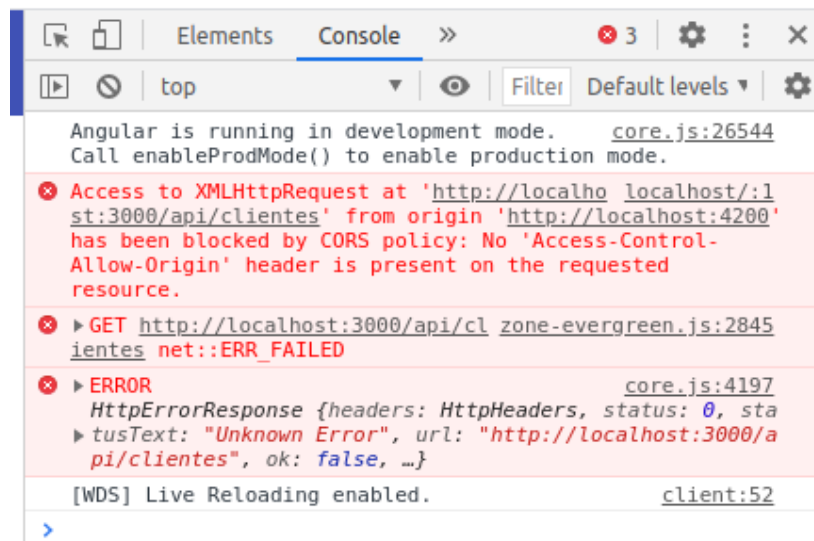 Elements Console » 3
top Filter Default levels
Angular is running in development mode. core.js:26544
Call enableProdMode() to enable production mode.
Access to XMLHttpRequest at 'http://localho localhost/:1
st:3000/api/clientes' from origin 'http://localhost:4200'
has been blocked by CORS policy: No 'Access-Control-
Allow-Origin' header is present on the requested
resource.
GET http://localhost:3000/api/cl zone-evergreen.js:2845
ientes net::ERR_FAILED
ERROR core.js:4197
HttpErrorResponse {headers: HttpHeaders, status: 0, sta
tusText: "Unknown Error", url: "http://localhost:3000/a
pi/clientes", ok: false, …}
[WDS] Live Reloading enabled. client:52